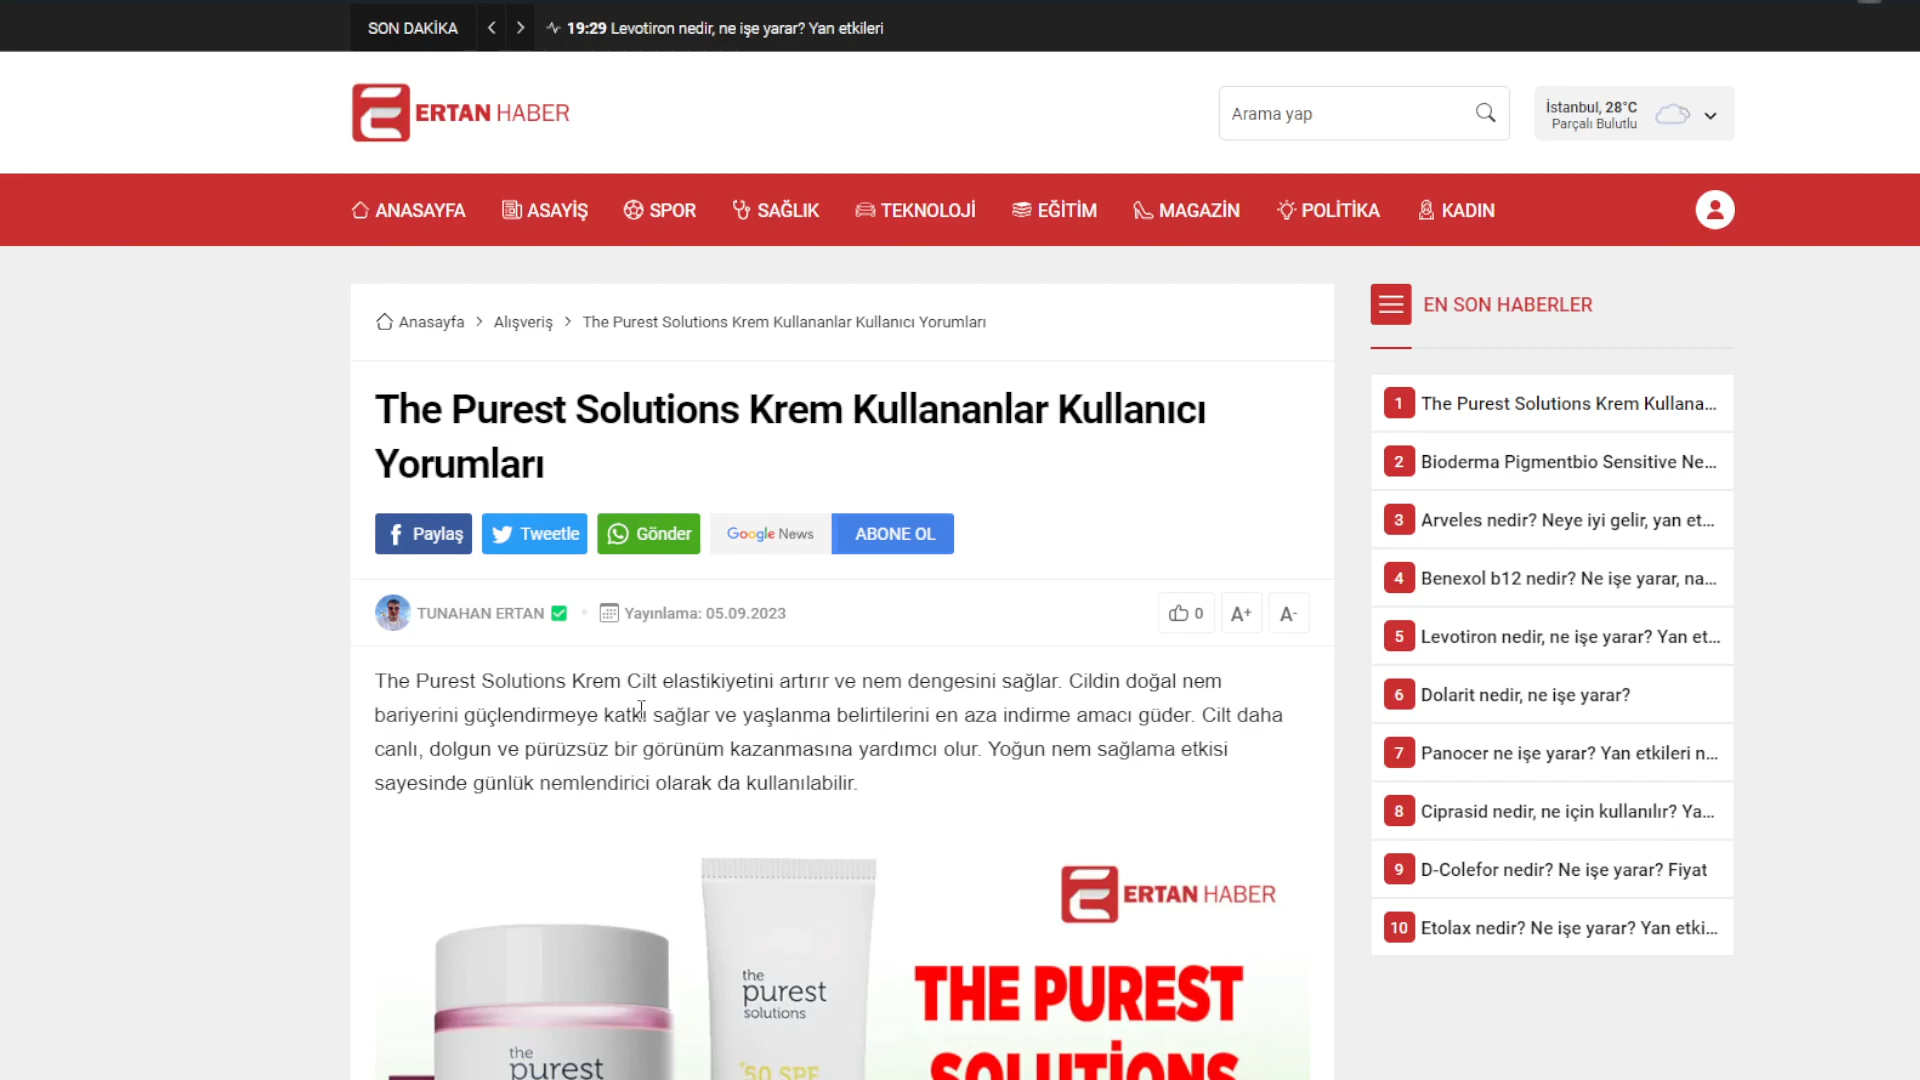 SON DAKİKA
19:29 Levotiron nedir, ne işe yarar? Yan etkileri
ERTAN HABER
Arama yap
İstanbul, 28°C
Parçalı Bulutlu
ANASAYFA ASAYİŞ SPOR SAĞLIK TEKNOLOJİ EĞİTİM MAGAZİN POLİTİKA KADIN
Anasayfa > Alışveriş > The Purest Solutions Krem Kullananlar Kullanıcı Yorumları
The Purest Solutions Krem Kullananlar Kullanıcı
Yorumları
Paylaş Tweetle Gönder Google News ABONE OL
TUNAHAN ERTAN Yayınlama: 05.09.2023
0 A+ A-
The Purest Solutions Krem Cilt elastikiyetini artırır ve nem dengesini sağlar. Cildin doğal nem
bariyerini güçlendirmeye katkı sağlar ve yaşlanma belirtilerini en aza indirme amacı güder. Cilt daha
canlı, dolgun ve pürüzsüz bir görünüm kazanmasına yardımcı olur. Yoğun nem sağlama etkisi
sayesinde günlük nemlendirici olarak da kullanılabilir.
ERTAN HABER
the
purest
solutions
+50 SPF
the
purest
THE PUREST
SOLUTİONS
EN SON HABERLER
1 The Purest Solutions Krem Kullana...
2 Bioderma Pigmentbio Sensitive Ne...
3 Arveles nedir? Neye iyi gelir, yan et...
4 Benexol b12 nedir? Ne işe yarar, na...
5 Levotiron nedir, ne işe yarar? Yan et...
6 Dolarit nedir, ne işe yarar?
7 Panocer ne işe yarar? Yan etkileri n...
8 Ciprasid nedir, ne için kullanılır? Ya...
9 D-Colefor nedir? Ne işe yarar? Fiyat
10 Etolax nedir? Ne işe yarar? Yan etki...